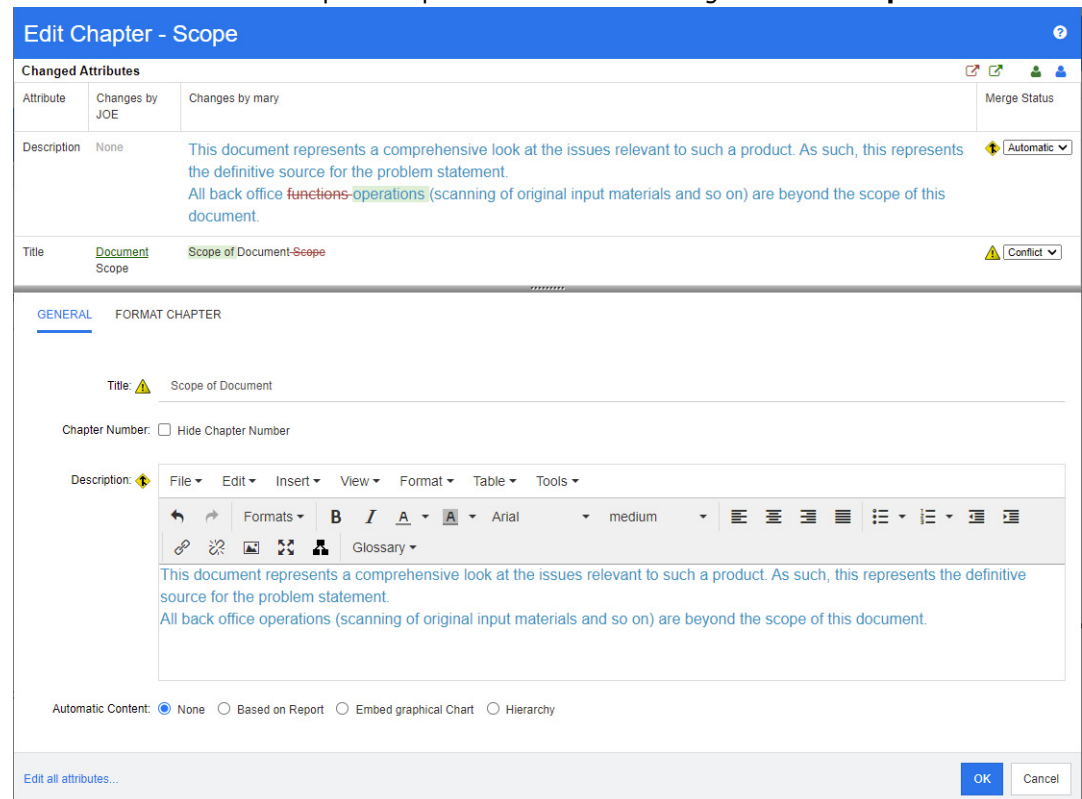 Edit Chapter - Scope
Changed Attributes
Attribute Changes by JOE Changes by mary Merge Status
Description None This document represents a comprehensive look at the issues relevant to such a product. As such, this represents Automatic
the definitive source for the problem statement.
All back office functions operations (scanning of original input materials and so on) are beyond the scope of this
document.
Title Document Scope Scope of Document Scope Conflict
GENERAL FORMAT CHAPTER
Title: Scope of Document
Chapter Number: Hide Chapter Number
Description: File Edit Insert View Format Table Tools
Formats B I A A Arial medium
Glossary
This document represents a comprehensive look at the issues relevant to such a product. As such, this represents the definitive
source for the problem statement.
All back office operations (scanning of original input materials and so on) are beyond the scope of this document.
Automatic Content: None Based on Report Embed graphical Chart Hierarchy
Edit all attributes... OK Cancel